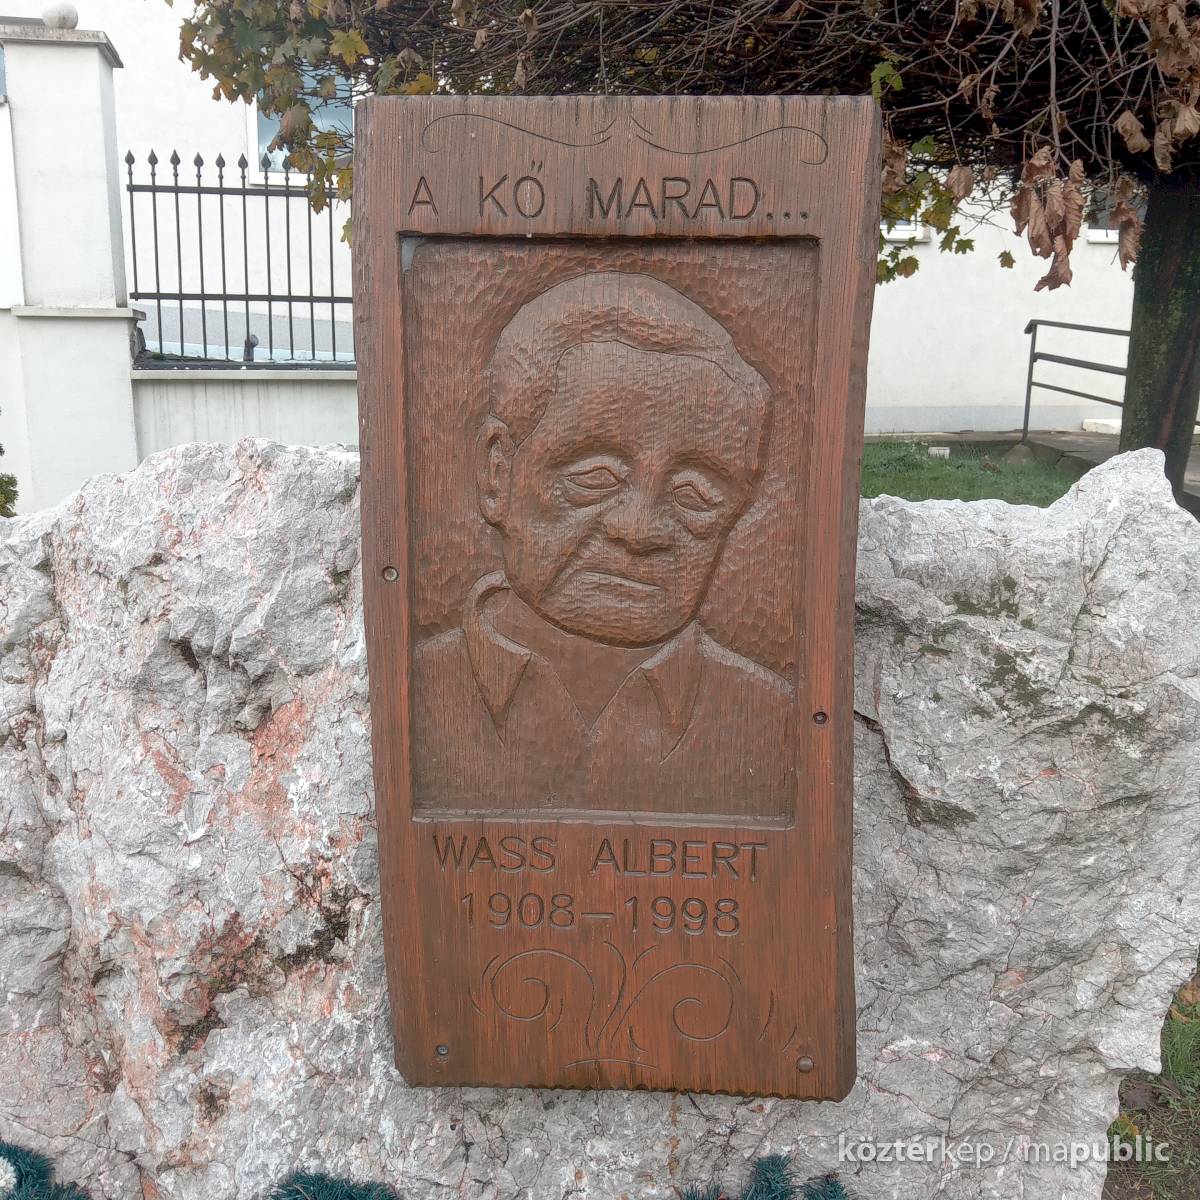 A KŐ MARAD...
WASS ALBERT
1908–1998
köztérkép / mapublic